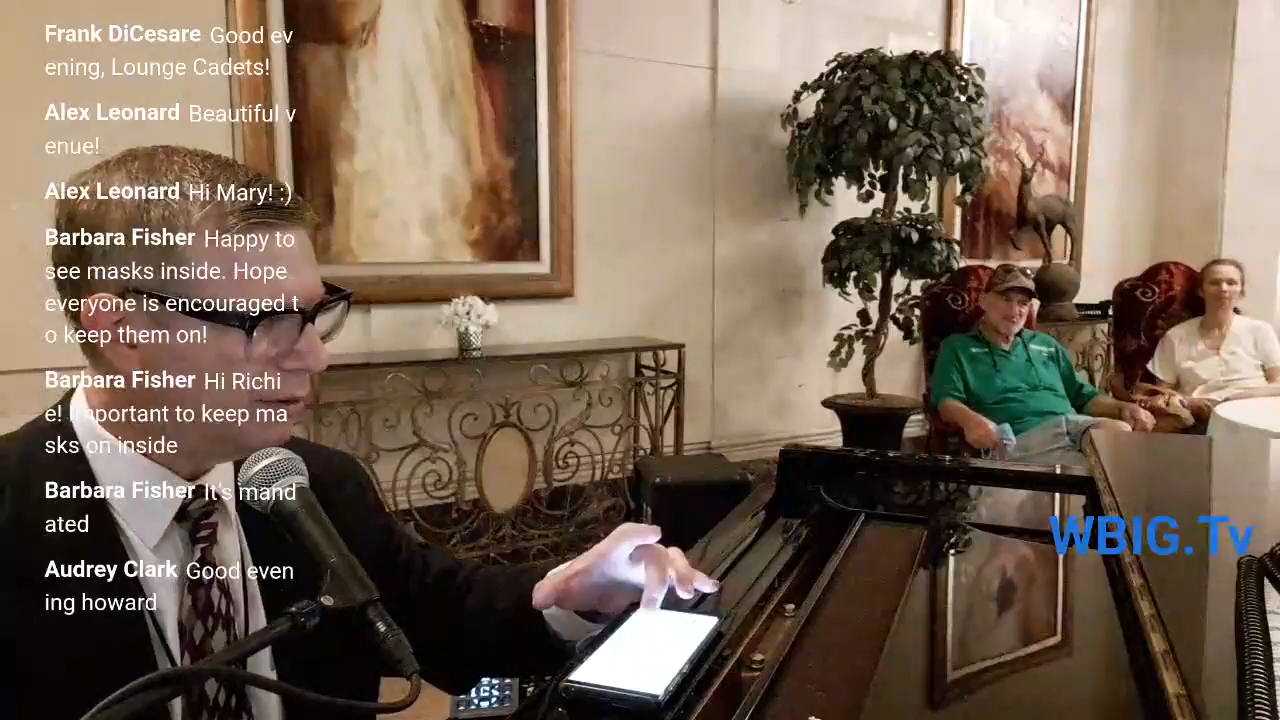 Frank DiCesare Good ev
ening, Lounge Cadets!
Alex Leonard Beautiful v
enue!
Alex Leonard Hi Mary! :)
Barbara Fisher Happy to
see masks inside. Hope
everyone is encouraged t
o keep them on!
Barbara Fisher Hi Richi
e! Important to keep ma
sks on inside
Barbara Fisher It's mand
ated
Audrey Clark Good even
ing howard
WBIG.Tv